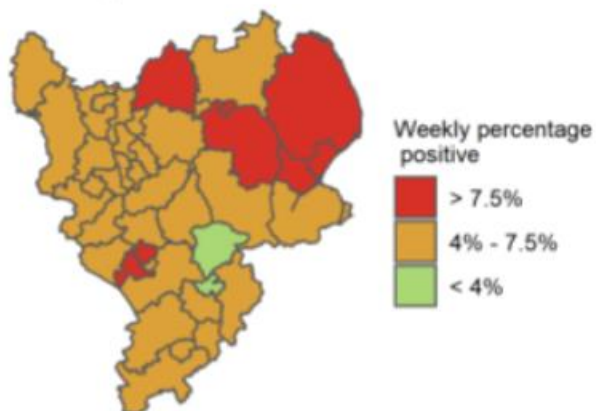 Weekly percentage
positive
> 7.5%
4% - 7.5%
< 4%